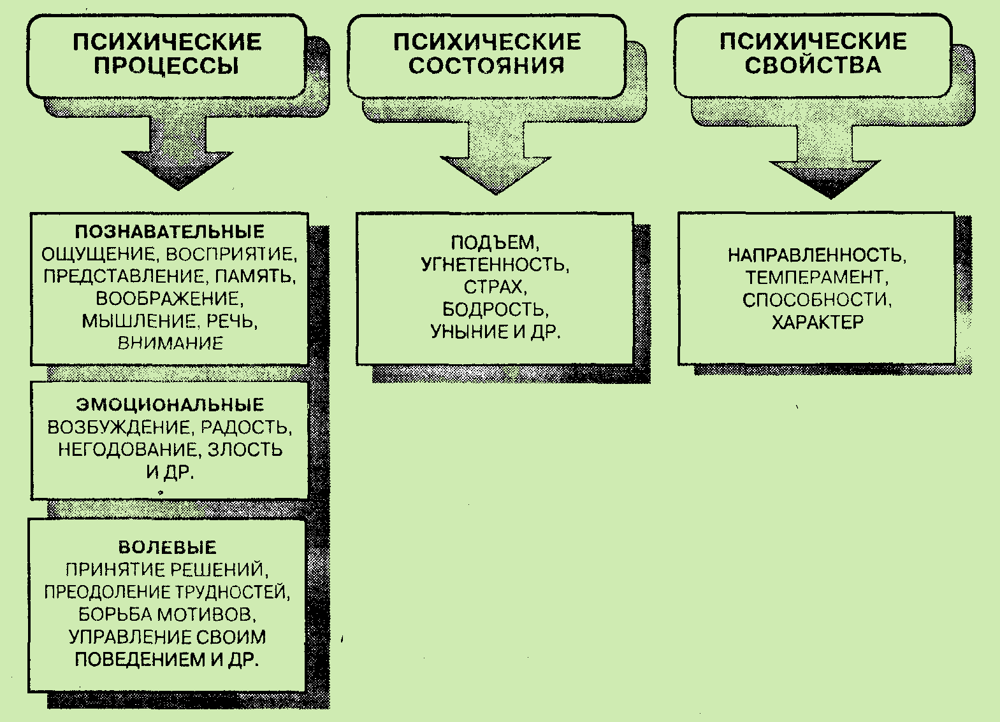 ПСИХИЧЕСКИЕ
ПРОЦЕССЫ
ПОЗНАВАТЕЛЬНЫЕ
ОЩУЩЕНИЕ, ВОСПРИЯТИЕ,
ПРЕДСТАВЛЕНИЕ, ПАМЯТЬ,
ВООБРАЖЕНИЕ,
МЫШЛЕНИЕ, РЕЧЬ,
ВНИМАНИЕ
ЭМОЦИОНАЛЬНЫЕ
ВОЗБУЖДЕНИЕ, РАДОСТЬ,
НЕГОДОВАНИЕ, ЗЛОСТЬ
И ДР.
ВОЛЕВЫЕ
ПРИНЯТИЕ РЕШЕНИЙ,
ПРЕОДОЛЕНИЕ ТРУДНОСТЕЙ,
БОРЬБА МОТИВОВ,
УПРАВЛЕНИЕ СВОИМ
ПОВЕДЕНИЕМ И ДР.
ПСИХИЧЕСКИЕ
СОСТОЯНИЯ
ПОДЪЕМ,
УГНЕТЕННОСТЬ,
СТРАХ,
БОДРОСТЬ,
УНЫНИЕ И ДР.
ПСИХИЧЕСКИЕ
СВОЙСТВА
НАПРАВЛЕННОСТЬ,
ТЕМПЕРАМЕНТ,
СПОСОБНОСТИ,
ХАРАКТЕР